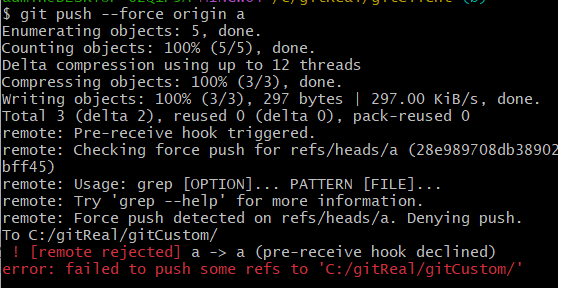 $ git push --force origin a
Enumerating objects: 5, done.
Counting objects: 100% (5/5), done.
Delta compression using up to 12 threads
Compressing objects: 100% (3/3), done.
Writing objects: 100% (3/3), 297 bytes | 297.00 KiB/s, done.
Total 3 (delta 2), reused 0 (delta 0), pack-reused 0
remote: Pre-receive hook triggered.
remote: Checking force push for refs/heads/a (28e989708db38902
bff45)
remote: Usage: grep [OPTION]... PATTERN [FILE]...
remote: Try 'grep --help' for more information.
remote: Force push detected on refs/heads/a. Denying push.
To C:/gitReal/gitCustom/
! [remote rejected] a -> a (pre-receive hook declined)
error: failed to push some refs to 'C:/gitReal/gitCustom/'